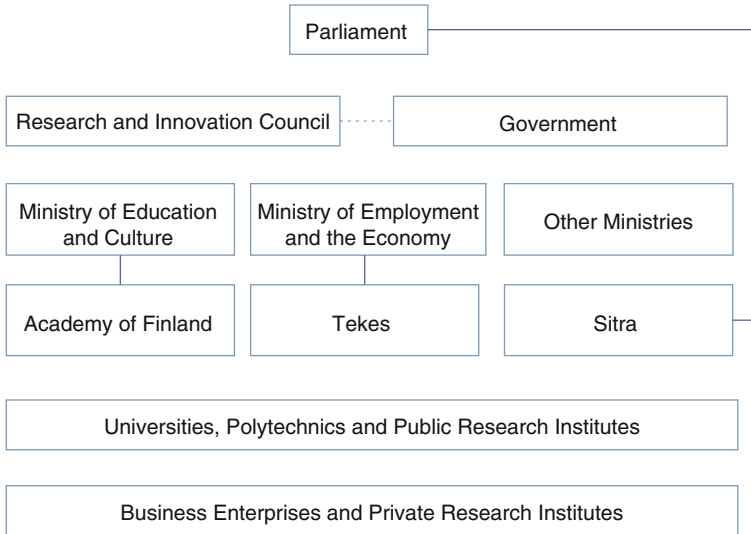 Parliament
Research and Innovation Council
Government
Ministry of Education
and Culture
Ministry of Employment
and the Economy
Other Ministries
Academy of Finland
Tekes
Sitra
Universities, Polytechnics and Public Research Institutes
Business Enterprises and Private Research Institutes